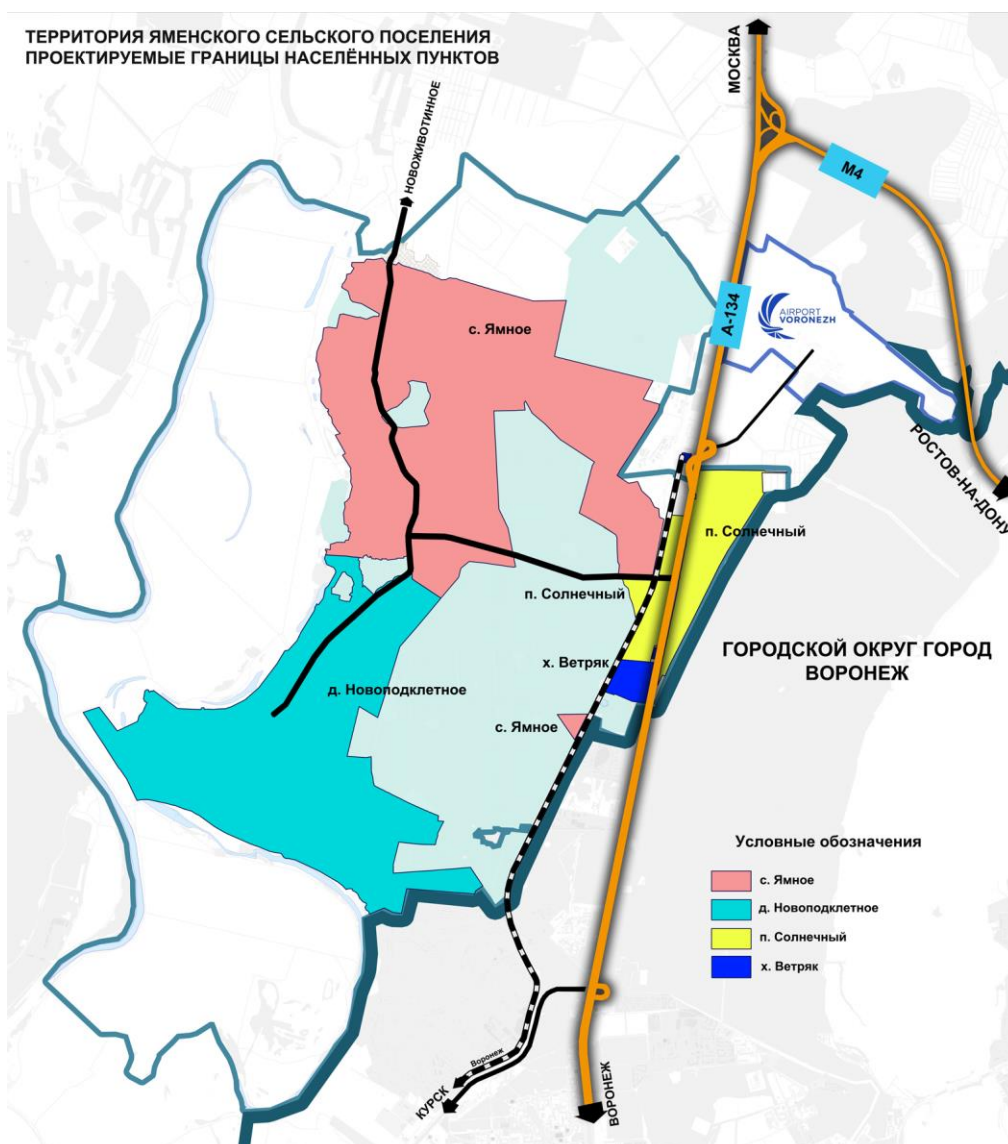 ТЕРРИТОРИЯ ЯМЕНСКОГО СЕЛЬСКОГО ПОСЕЛЕНИЯ
ПРОЕКТИРУЕМЫЕ ГРАНИЦЫ НАСЕЛЁННЫХ ПУНКТОВ
МОСКВА
НОВОЖИВОТИННОЕ
М4
А-134
AIRPORT
VORONEZH
с. Ямное
РОСТОВ-НА-ДОНУ
п. Солнечный
п. Солнечный
ГОРОДСКОЙ ОКРУГ ГОРОД
ВОРОНЕЖ
х. Ветряк
д. Новоподклетное
с. Ямное
Условные обозначения
с. Ямное
д. Новоподклетное
п. Солнечный
х. Ветряк
Воронеж
КУРСК
ВОРОНЕЖ